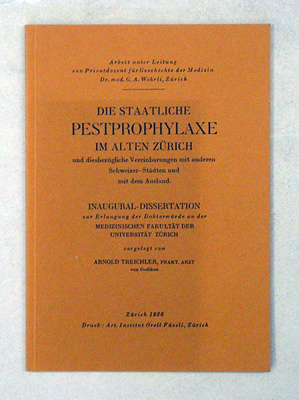 Arbeit unter Leitung
von Privatdozent für Geschichte der Medizin
Dr. med. G. A. Wehrli, Zürich
DIE STAATLICHE
PESTPROPHYLAXE
IM ALTEN ZÜRICH
und diesbezügliche Vereinbarungen mit anderen
Schweizer-Städten und
mit dem Ausland.
INAUGURAL-DISSERTATION
zur Erlangung der Doktorwürde an der
MEDIZINISCHEN FAKULTÄT DER
UNIVERSITÄT ZÜRICH
vorgelegt von
ARNOLD TREICHLER, PRAKT. ARZT
von
Zürich 1926
Druck: Art. Institut Orell Füssli, Zürich